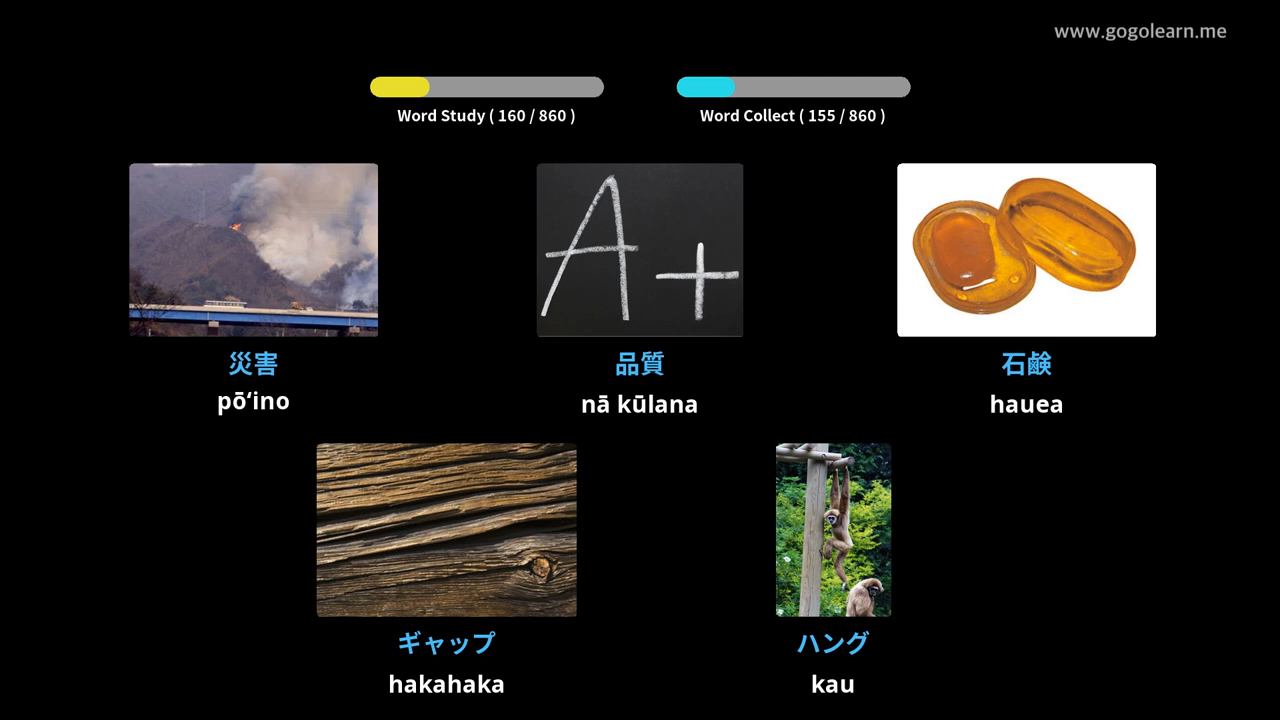 www.gogolearn.me
Word Study ( 160 / 860 )
Word Collect ( 155 / 860 )
災害
pōʻino
品質
nā kūlana
石鹸
hauea
ギャップ
hakahaka
ハング
kau
A+